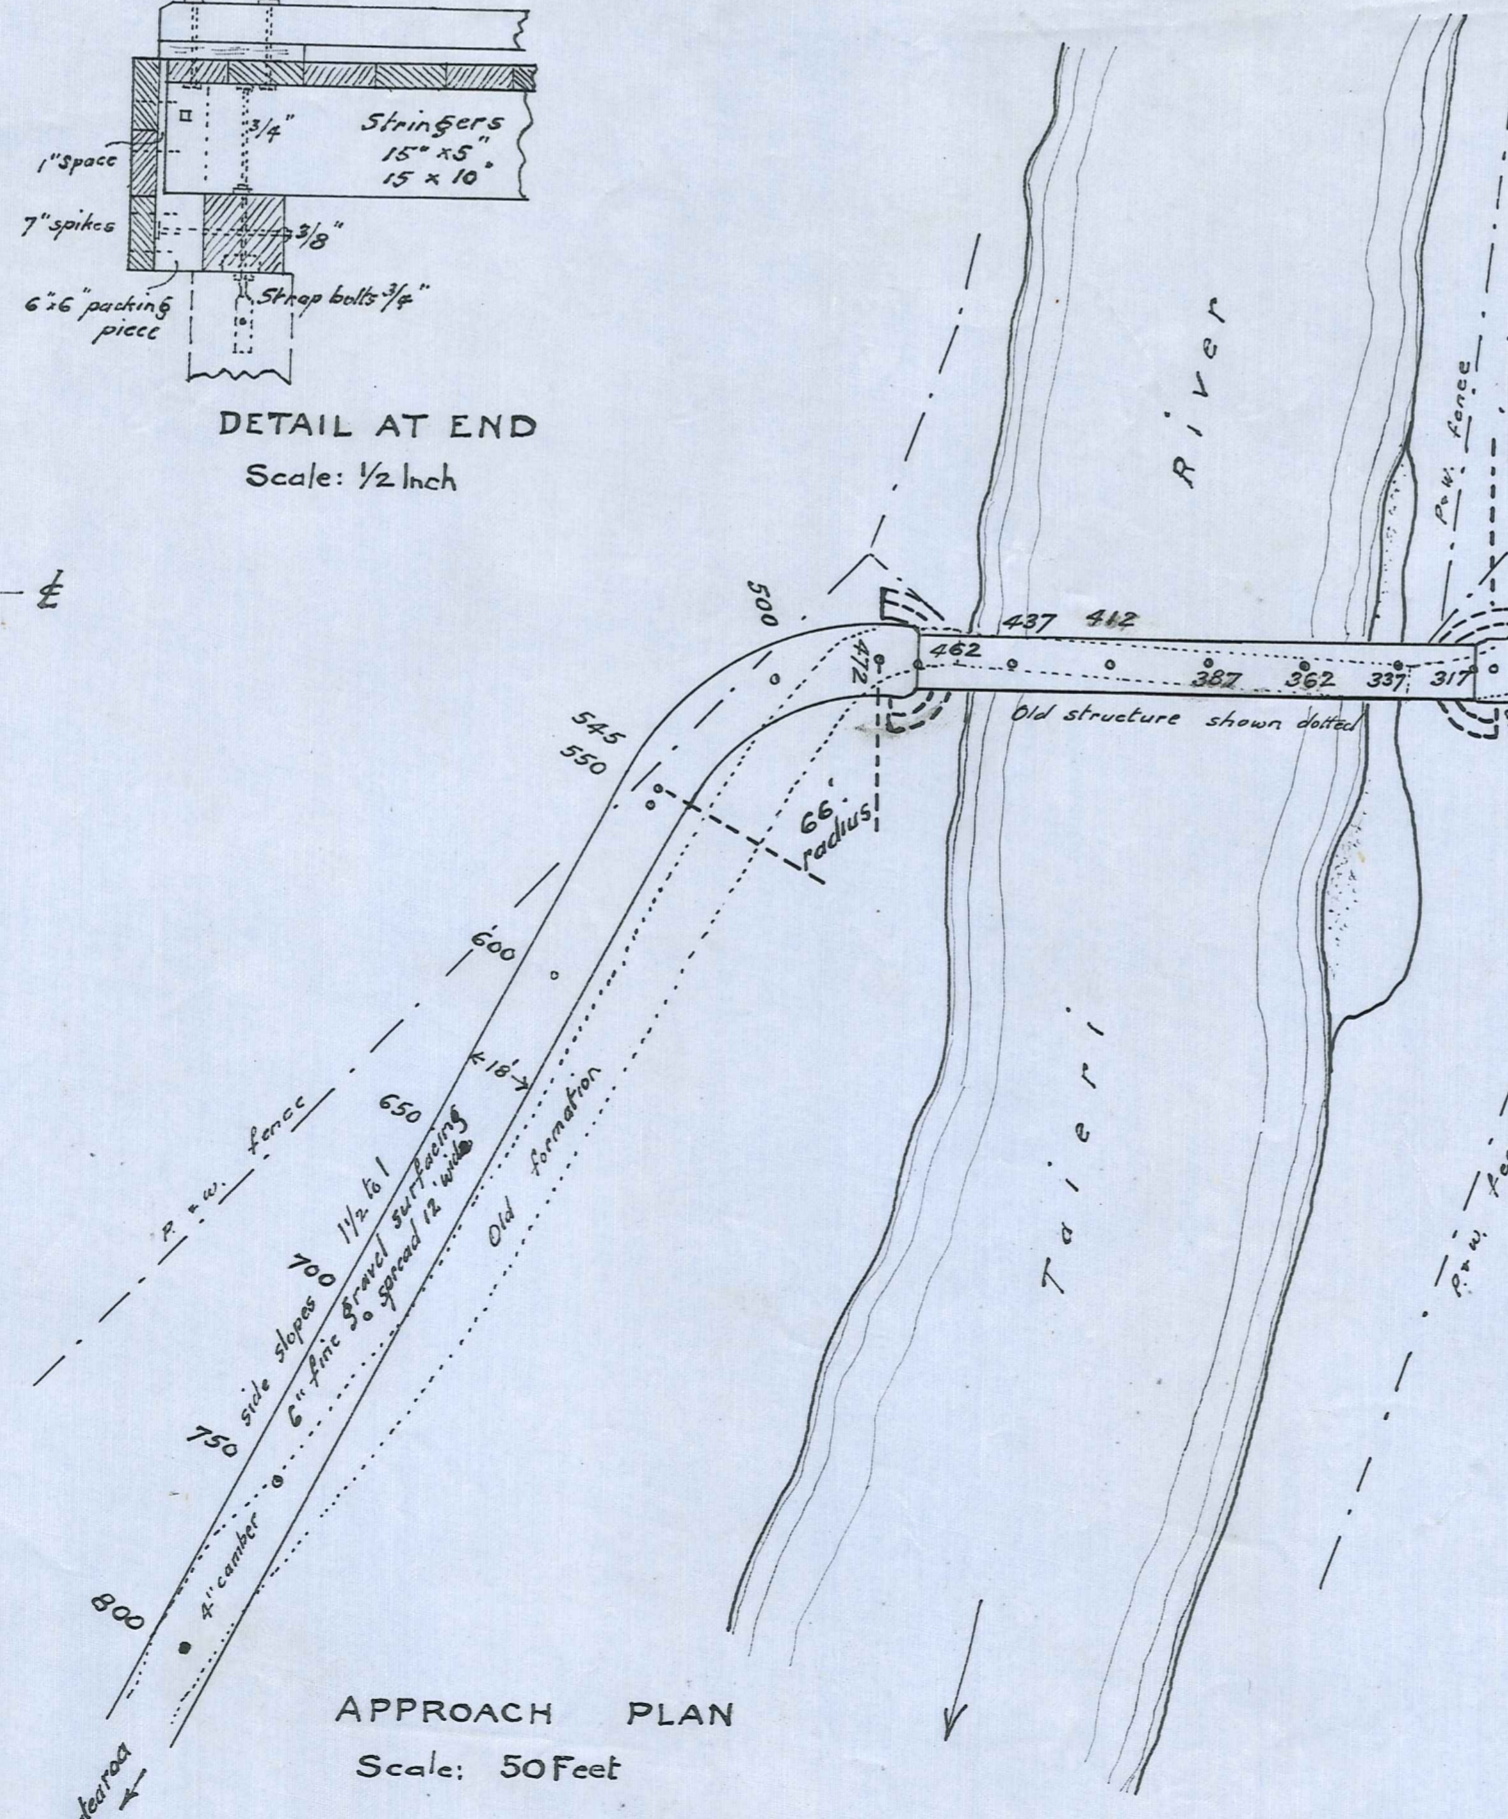 3/4"
Stringers
15" x 5"
15 x 10"
1" space
7" spikes
3/8"
6" x 6" packing
piece
Strap bolts 3/4"
DETAIL AT END
Scale: 1/2 Inch
℄
River
P. & W. fence
500
472
462
437
412
387
362
337
317
Old structure shown dotted
545
550
66'
radius
600
18'
650
P. & W. fence
side slopes 1 1/2 to 1
6" fine gravel surfacing
spread 12' wide
Old formation
700
750
4" camber
800
Taieri
P. & W.
APPROACH PLAN
Scale: 50 Feet